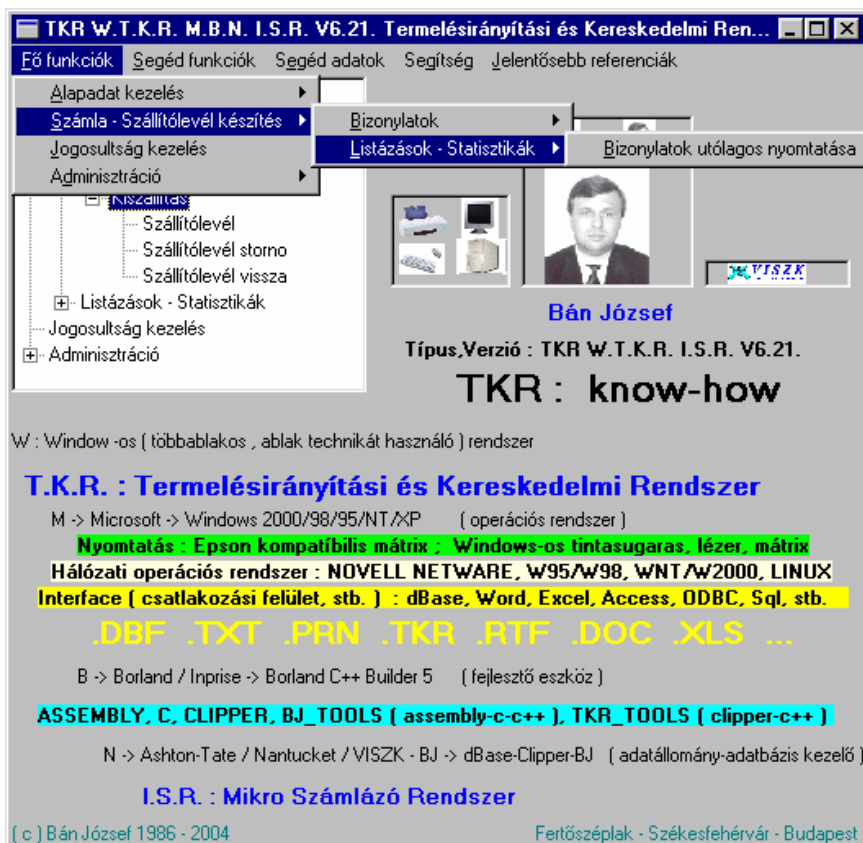 TKR W.T.K.R. M.B.N. I.S.R. V6.21. Termelésirányítási és Kereskedelmi Ren...
Fő funkciók Segéd funkciók Segéd adatok Segítség Jelentősebb referenciák
Alapadat kezelés
Számla - Szállítólevél készítés
Jogosultság kezelés
Adminisztráció
Bizonylatok
Listázások - Statisztikák
Bizonylatok utólagos nyomtatása
Kiszállítás
Szállítólevél
Szállítólevél storno
Szállítólevél vissza
Listázások - Statisztikák
Jogosultság kezelés
Adminisztráció
VISZK
Bán József
Típus,Verzió : TKR W.T.K.R. I.S.R. V6.21.
TKR : know-how
W : Window -os ( többablakos , ablak technikát használó ) rendszer
T.K.R. : Termelésirányítási és Kereskedelmi Rendszer
M -> Microsoft -> Windows 2000/98/95/NT/XP ( operációs rendszer )
Nyomtatás : Epson kompatíbilis mátrix ; Windows-os tintasugaras, lézer, mátrix
Hálózati operációs rendszer : NOVELL NETWARE, W95/W98, WNT/W2000, LINUX
Interface ( csatlakozási felület, stb. ) : dBase, Word, Excel, Access, ODBC, Sql, stb.
.DBF .TXT .PRN .TKR .RTF .DOC .XLS ...
B -> Borland / Inprise -> Borland C++ Builder 5 ( fejlesztő eszköz )
ASSEMBLY, C, CLIPPER, BJ_TOOLS ( assembly-c-c++ ), TKR_TOOLS ( clipper-c++ )
N -> Ashton-Tate / Nantucket / VISZK - BJ -> dBase-Clipper-BJ ( adatállomány-adatbázis kezelő )
I.S.R. : Mikro Számlázó Rendszer
( c ) Bán József 1986 - 2004
Fertőszéplak - Székesfehérvár - Budapest